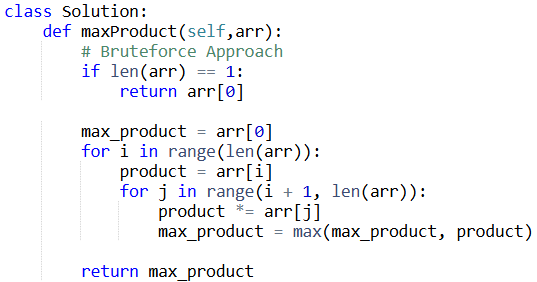 class Solution:
    def maxProduct(self,arr):
        # Bruteforce Approach
        if len(arr) == 1:
            return arr[0]

        max_product = arr[0]
        for i in range(len(arr)):
            product = arr[i]
            for j in range(i + 1, len(arr)):
                product *= arr[j]
                max_product = max(max_product, product)

        return max_product